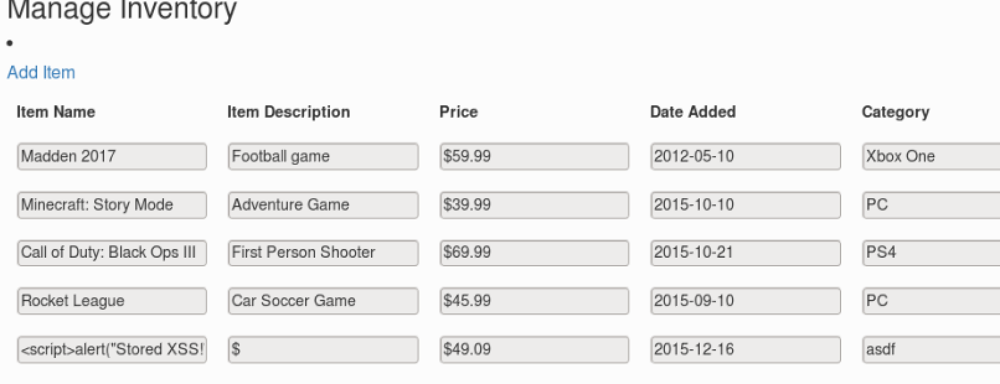 Manage Inventory
Add Item
Item Name Item Description Price Date Added Category
Madden 2017 Football game $59.99 2012-05-10 Xbox One
Minecraft: Story Mode Adventure Game $39.99 2015-10-10 PC
Call of Duty: Black Ops III First Person Shooter $69.99 2015-10-21 PS4
Rocket League Car Soccer Game $45.99 2015-09-10 PC
<script>alert("Stored XSS! $ $49.09 2015-12-16 asdf